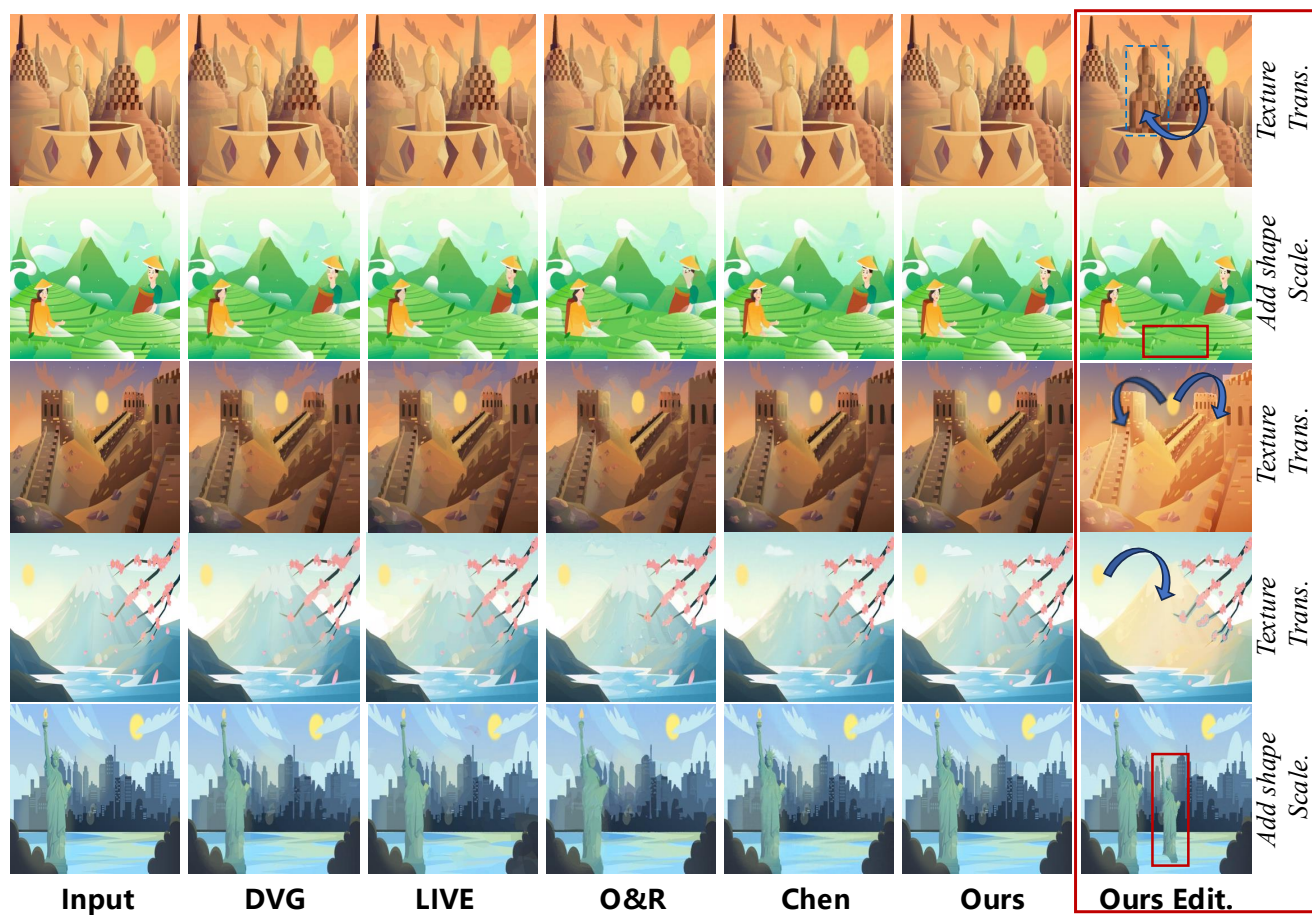 Texture
Trans.
Add shape
Scale.
Texture
Trans.
Texture
Trans.
Add shape
Scale.
Input
DVG
LIVE
O&R
Chen
Ours
Ours Edit.